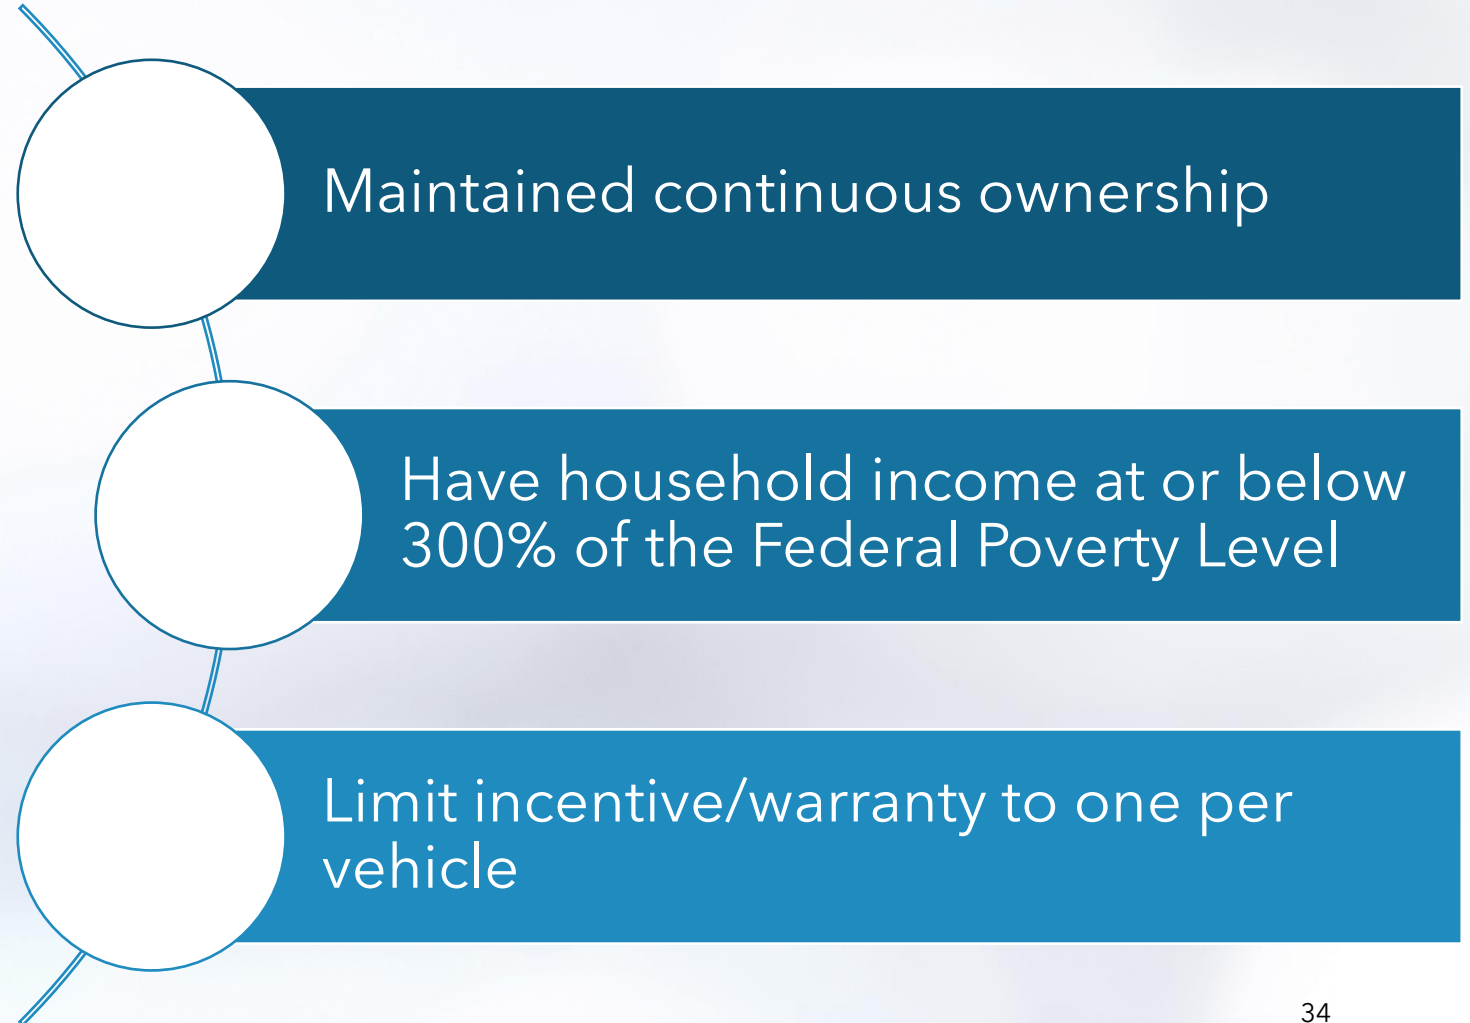 Maintained continuous ownership
Have household income at or below
300% of the Federal Poverty Level
Limit incentive/warranty to one per
vehicle
34